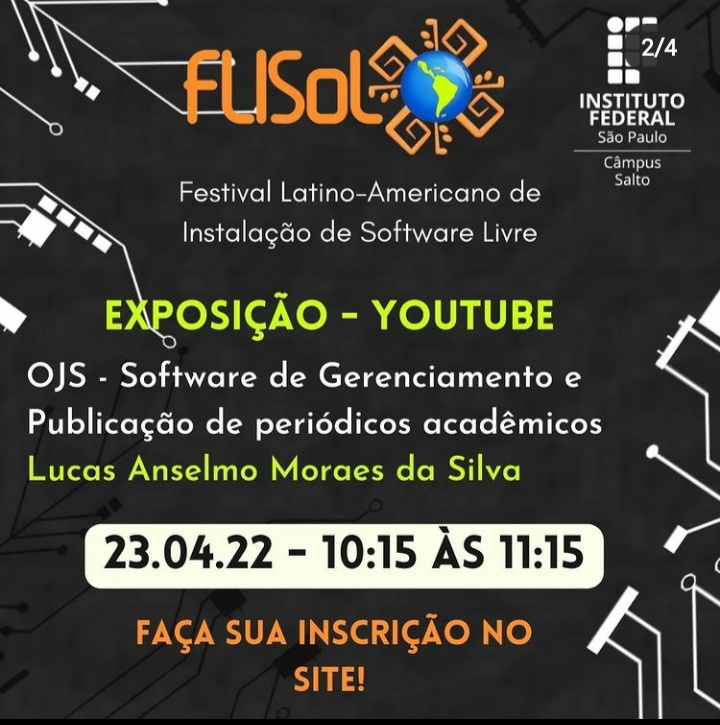 FLISoL
2/4
INSTITUTO
FEDERAL
São Paulo
Câmpus
Salto
Festival Latino-Americano de
Instalação de Software Livre
EXPOSIÇÃO - YOUTUBE
OJS - Software de Gerenciamento e
Publicação de periódicos acadêmicos
Lucas Anselmo Moraes da Silva
23.04.22 - 10:15 ÀS 11:15
FAÇA SUA INSCRIÇÃO NO
SITE!